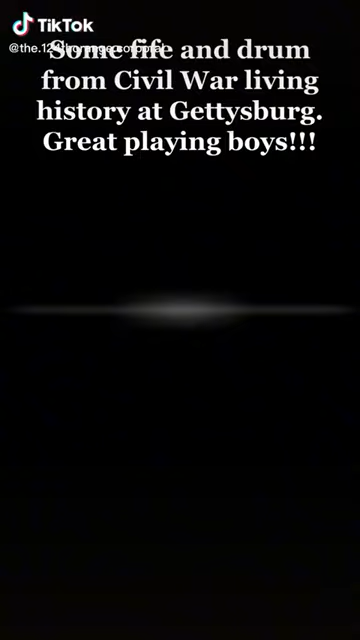 TikTok
Some fife and drum
from Civil War living
history at Gettysburg.
Great playing boys!!!